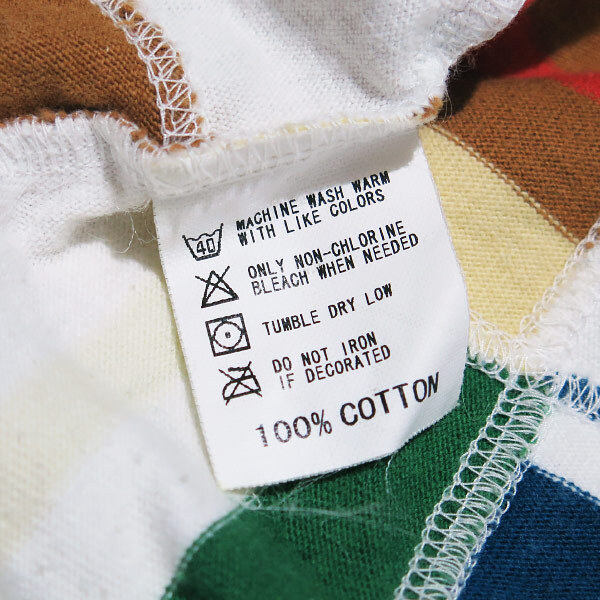 40
MACHINE WASH WARM
WITH LIKE COLORS
ONLY NON-CHLORINE
BLEACH WHEN NEEDED
TUMBLE DRY LOW
DO NOT IRON
IF DECORATED
100% COTTON